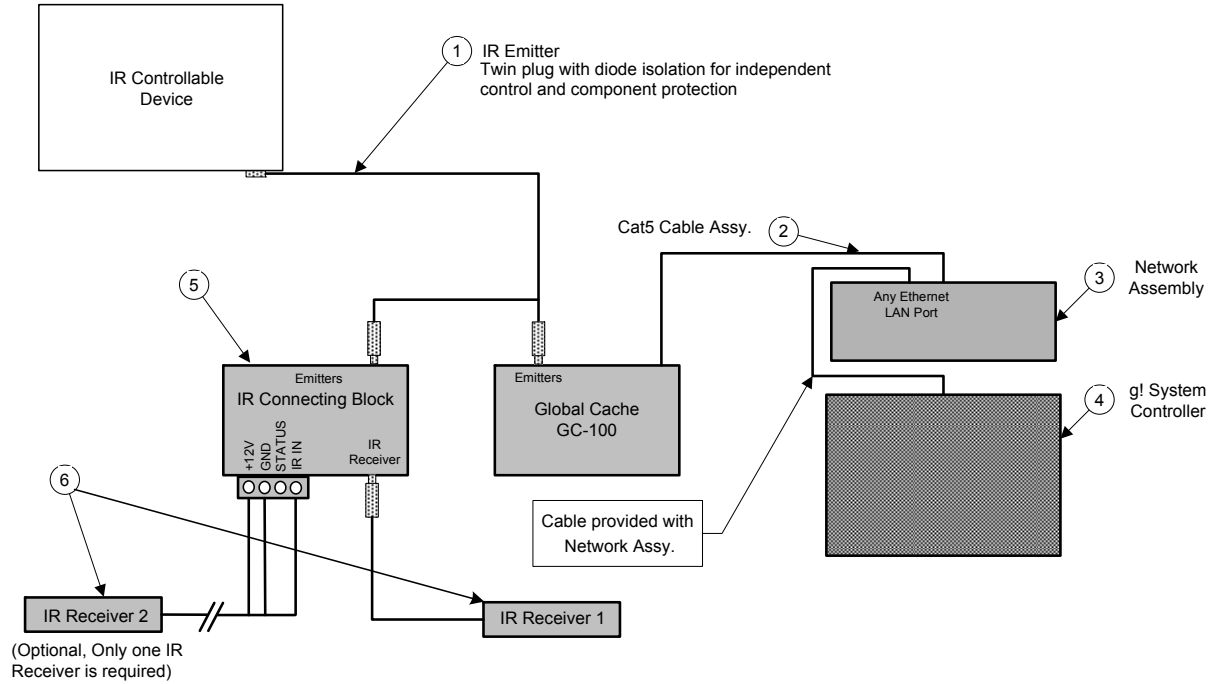 IR Controllable
Device
1
IR Emitter
Twin plug with diode isolation for independent
control and component protection
Cat5 Cable Assy.
2
Any Ethernet
LAN Port
3
Network
Assembly
5
Emitters
IR Connecting Block
+12V
GND
STATUS
IR IN
IR
Receiver
Emitters
Global Cache
GC-100
4
g! System
Controller
6
Cable provided with
Network Assy.
IR Receiver 2
IR Receiver 1
(Optional, Only one IR
Receiver is required)